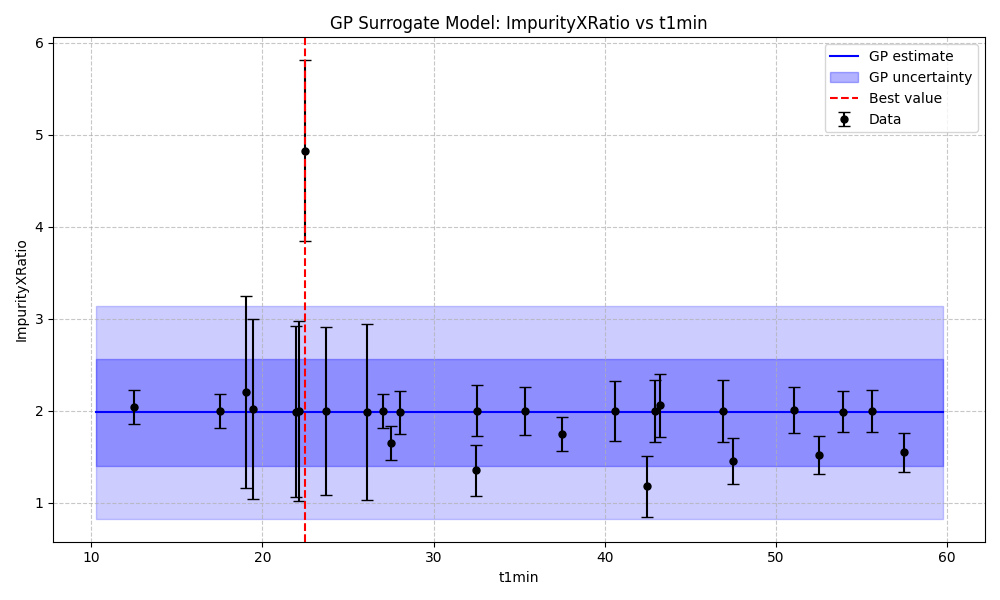 GP Surrogate Model: ImpurityXRatio vs t1min
GP estimate
GP uncertainty
Best value
Data
ImpurityXRatio
6
5
4
3
2
1
10
20
30
40
50
60
t1min